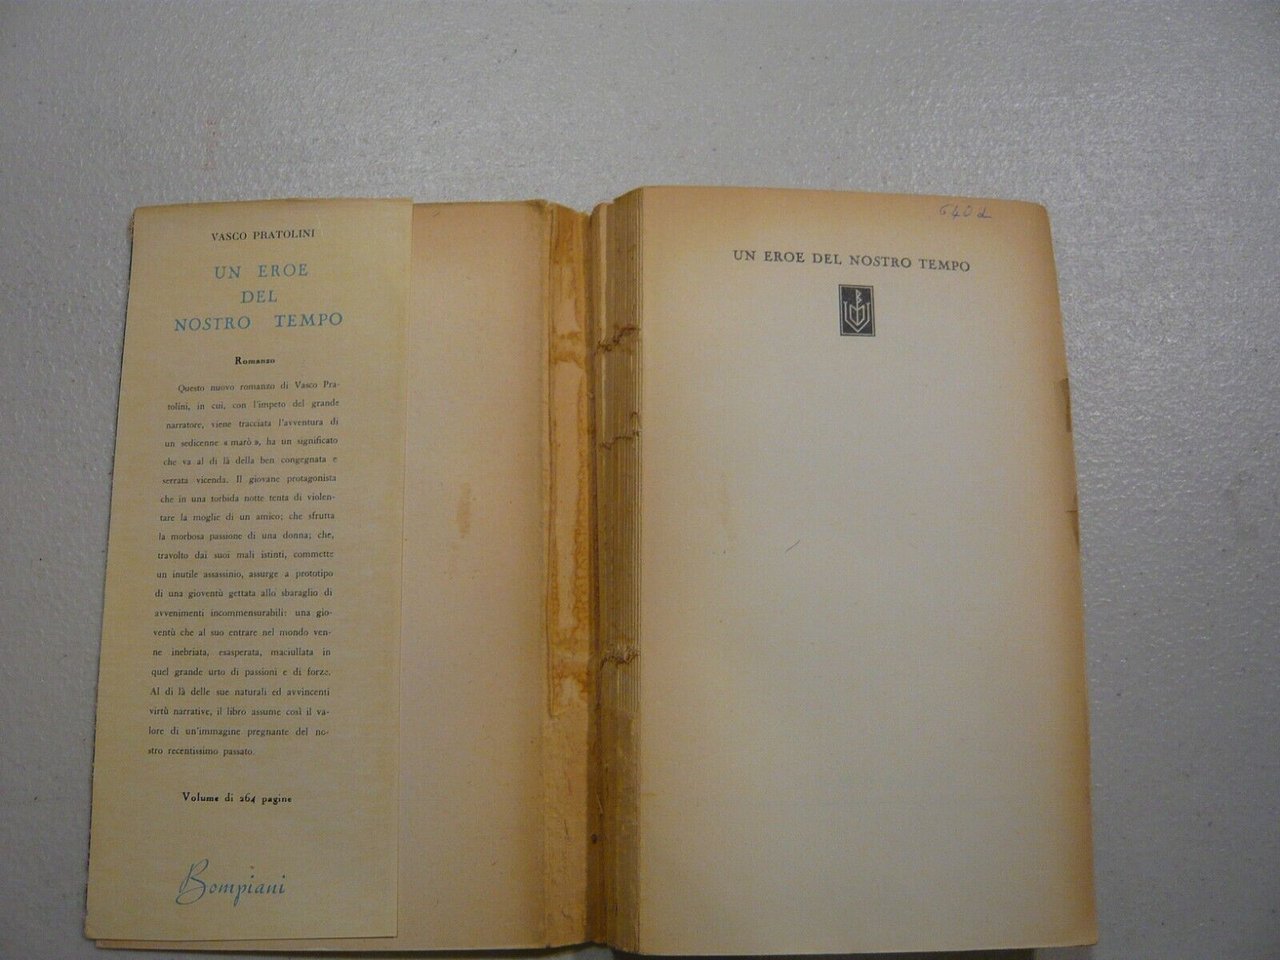 VASCO PRATOLINI
UN EROE
DEL
NOSTRO TEMPO
Romanzo
Questo nuovo romanzo di Vasco Pra-
tolini, in cui, con l'impeto del grande
narratore, viene tracciata l'avventura di
un sedicenne « marò », ha un significato
che va al di là della ben congegnata e
serrata vicenda. Il giovane protagonista
che in una torbida notte tenta di violen-
tare la moglie di un amico; che sfrutta
la morbosa passione di una donna; che,
travolto dai suoi mali istinti, commette
un inutile assassinio, assurge a prototipo
di una gioventù gettata allo sbaraglio di
avvenimenti incommensurabili: una gio-
ventù che al suo entrare nel mondo ven-
ne inebriata, esasperata, maciullata in
quel grande urto di passioni e di forze.
Al di là delle sue naturali ed avvincenti
virtù narrative, il libro assume così il va-
lore di un'immagine pregnante del no-
stro recentissimo passato.
Volume di 264 pagine
Bompiani
UN EROE DEL NOSTRO TEMPO